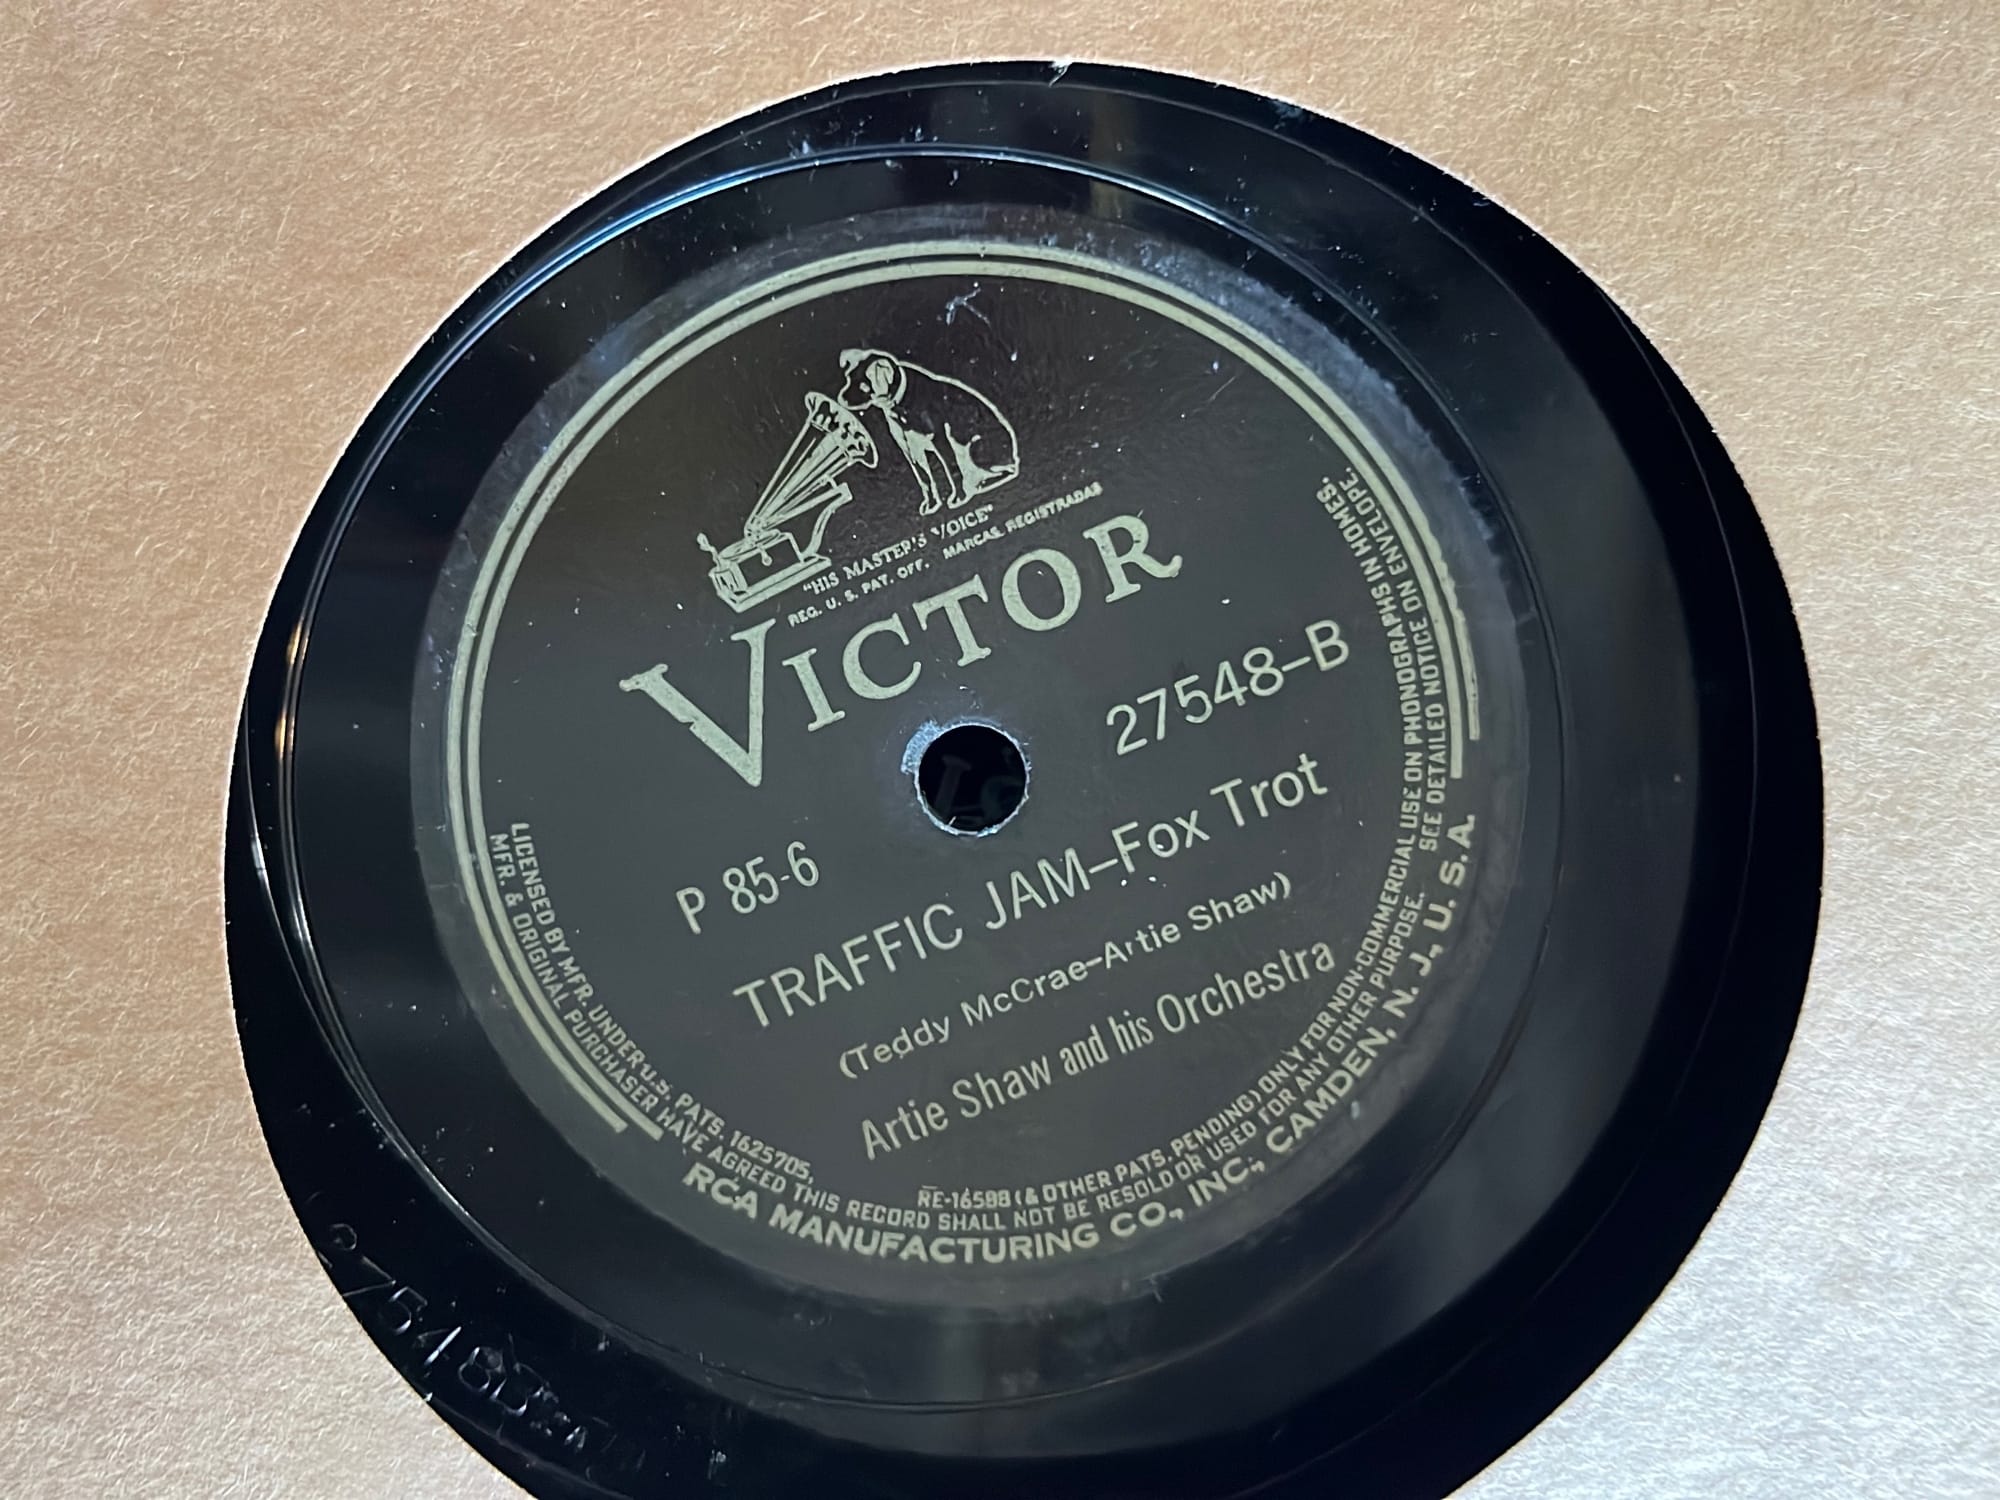 "HIS MASTER'S VOICE"
REG. U. S. PAT. OFF. MARCAS REGISTRADAS
VICTOR
27548–B
P 85-6
TRAFFIC JAM–Fox Trot
(Teddy McCrae–Artie Shaw)
Artie Shaw and his Orchestra
LICENSED BY MFR. UNDER U.S. PATS. 1625705, RE-16588 (& OTHER PATS. PENDING) ONLY FOR NON-COMMERCIAL USE ON PHONOGRAPHS IN HOMES.
MFR. & ORIGINAL PURCHASER HAVE AGREED THIS RECORD SHALL NOT BE RESOLD OR USED FOR ANY OTHER PURPOSE. SEE DETAILED NOTICE ON ENVELOPE.
RCA MANUFACTURING CO., INC., CAMDEN, N. J., U. S. A.
27548